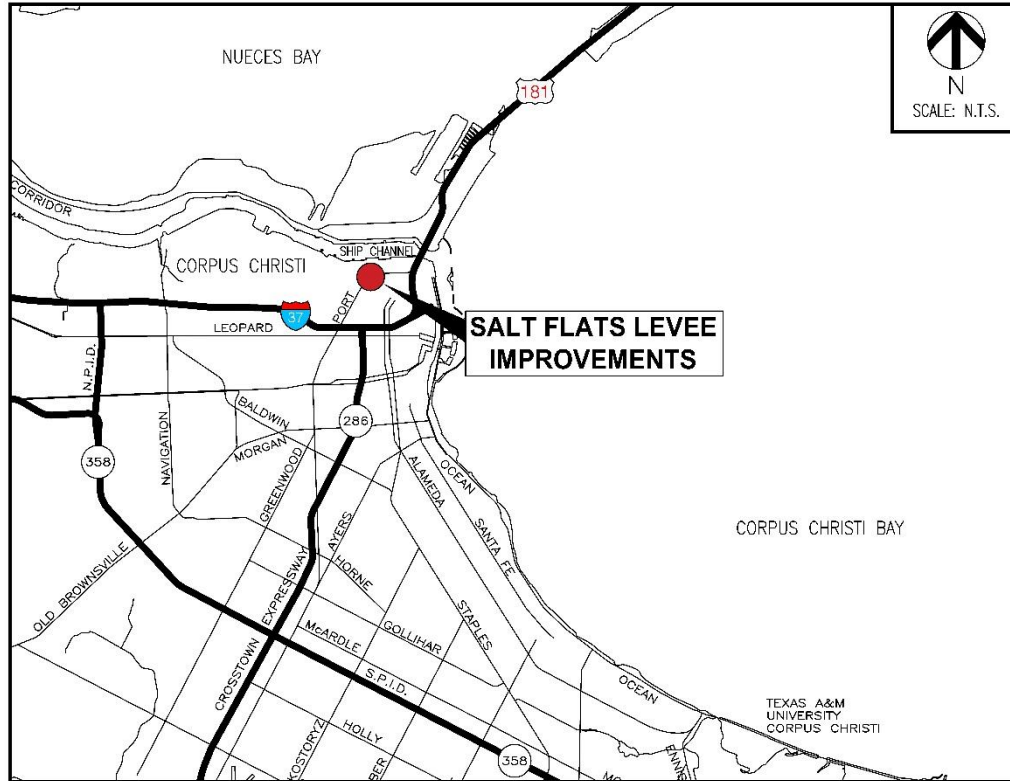 NUECES BAY
181
N
SCALE: N.T.S.
CORRIDOR
SHIP CHANNEL
CORPUS CHRISTI
PORT
37
LEOPARD
SALT FLATS LEVEE
IMPROVEMENTS
N.P.I.D.
BALDWIN
286
MORGAN
NAVIGATION
358
GREENWOOD
ALAMEDA
OCEAN
SANTA FE
CORPUS CHRISTI BAY
AYERS
HORNE
OLD BROWNSVILLE
EXPRESSWAY
CROSSTOWN
STAPLES
McARDLE
GOLLIHAR
S.P.I.D.
OCEAN
TEXAS A&M
UNIVERSITY
CORPUS CHRISTI
HOLLY
KOSTORYZ
358